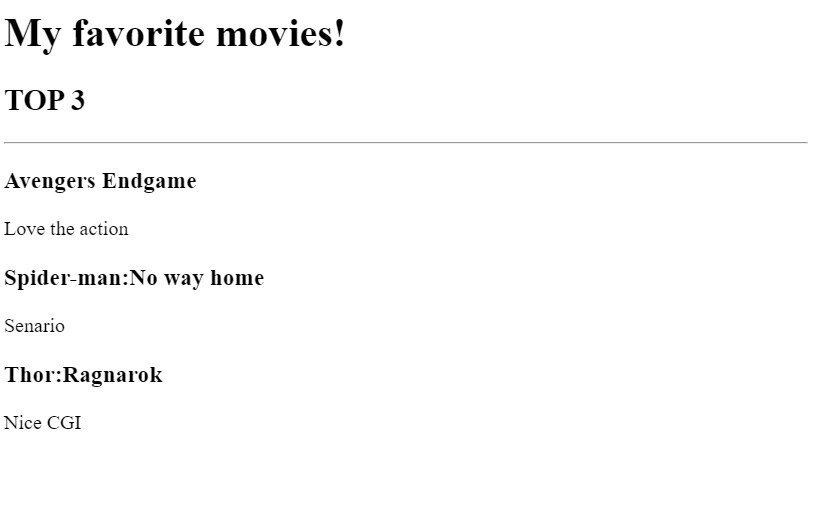 My favorite movies!
TOP 3
Avengers Endgame
Love the action
Spider-man:No way home
Senario
Thor:Ragnarok
Nice CGI